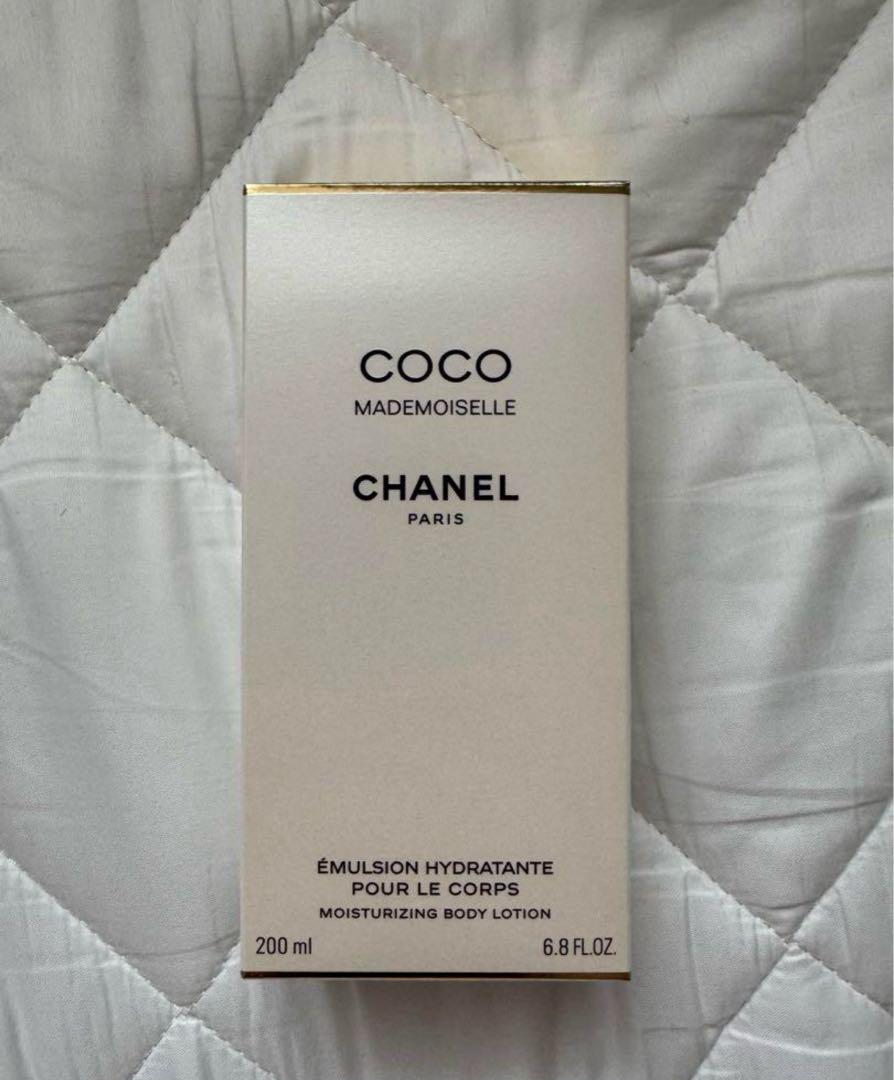 COCO
MADEMOISELLE
CHANEL
PARIS
ÉMULSION HYDRATANTE
POUR LE CORPS
MOISTURIZING BODY LOTION
200 ml 6.8 FL.OZ.